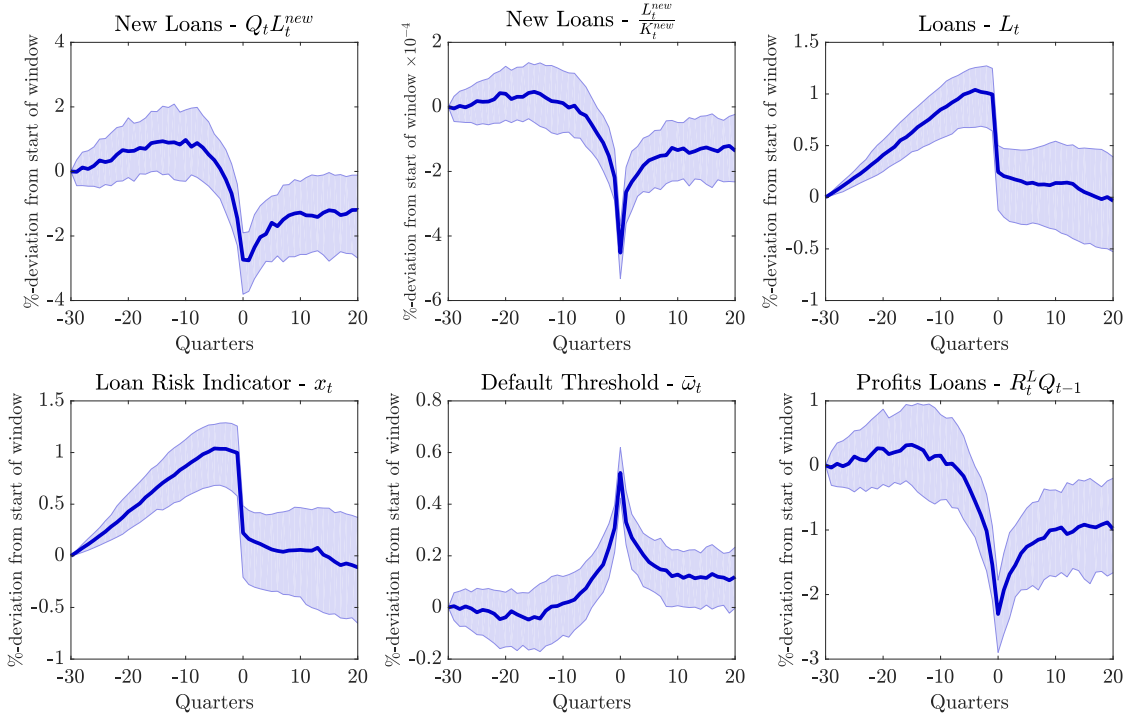 New Loans - Q_t L_t^{new}
%-deviation from start of window
4
2
0
-2
-4
-30 -20 -10 0 10 20
Quarters
New Loans - \frac{L_t^{new}}{K_t^{new}}
%-deviation from start of window ×10⁻⁴
2
0
-2
-4
-6
-30 -20 -10 0 10 20
Quarters
Loans - L_t
%-deviation from start of window
1.5
1
0.5
0
-0.5
-1
-30 -20 -10 0 10 20
Quarters
Loan Risk Indicator - x_t
%-deviation from start of window
1.5
1
0.5
0
-0.5
-1
-30 -20 -10 0 10 20
Quarters
Default Threshold - ω̄_t
%-deviation from start of window
0.8
0.6
0.4
0.2
0
-0.2
-30 -20 -10 0 10 20
Quarters
Profits Loans - R_t^L Q_{t-1}
%-deviation from start of window
1
0
-1
-2
-3
-30 -20 -10 0 10 20
Quarters